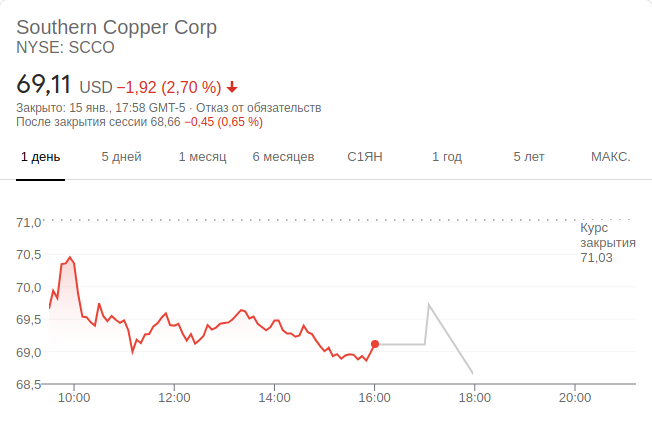 Southern Copper Corp
NYSE: SCCO
69,11 USD −1,92 (2,70 %)
Закрыто: 15 янв., 17:58 GMT-5 · Отказ от обязательств
После закрытия сессии 68,66 −0,45 (0,65 %)
1 день 5 дней 1 месяц 6 месяцев С1ЯН 1 год 5 лет МАКС.
71,0
Курс
закрытия
71,03
70,5
70,0
69,5
69,0
68,5
10:00 12:00 14:00 16:00 18:00 20:00